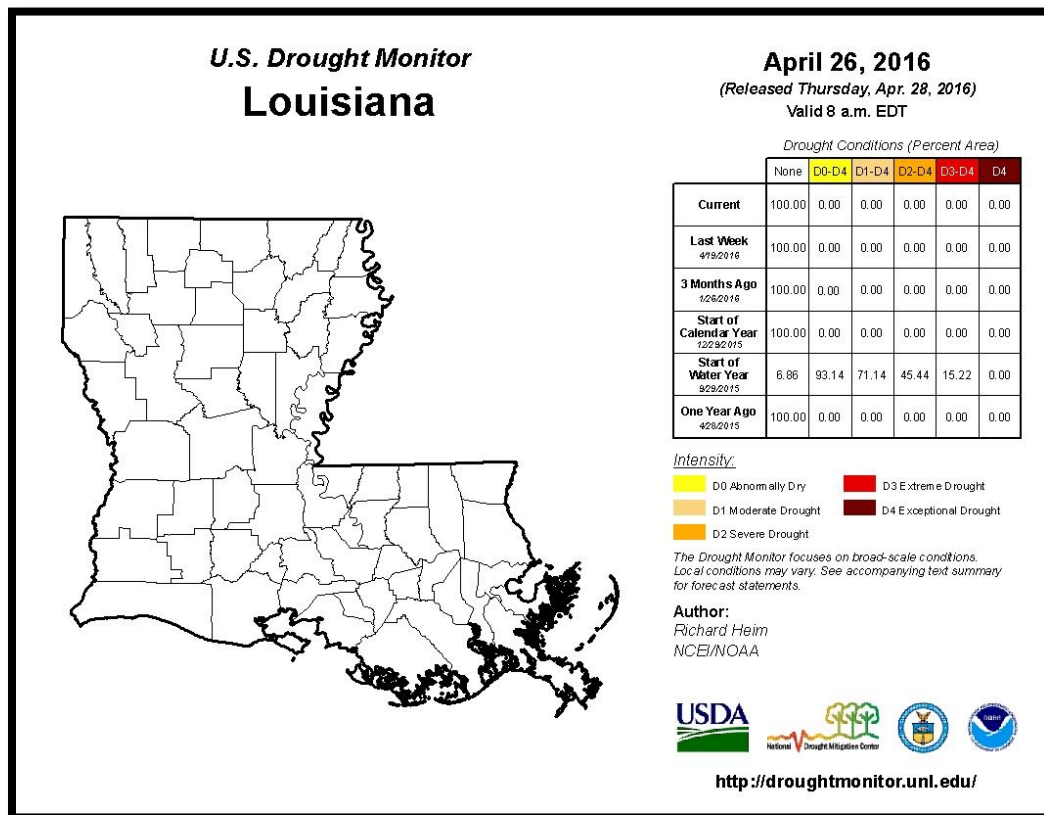 U.S. Drought Monitor
Louisiana
April 26, 2016
(Released Thursday, Apr. 28, 2016)
Valid 8 a.m. EDT
Drought Conditions (Percent Area)
None D0-D4 D1-D4 D2-D4 D3-D4 D4
Current 100.00 0.00 0.00 0.00 0.00 0.00
Last Week
4/19/2016 100.00 0.00 0.00 0.00 0.00 0.00
3 Months Ago
1/26/2016 100.00 0.00 0.00 0.00 0.00 0.00
Start of
Calendar Year
12/29/2015 100.00 0.00 0.00 0.00 0.00 0.00
Start of
Water Year
9/29/2015 6.86 93.14 71.14 45.44 15.22 0.00
One Year Ago
4/28/2015 100.00 0.00 0.00 0.00 0.00 0.00
Intensity:
D0 Abnormally Dry
D1 Moderate Drought
D2 Severe Drought
D3 Extreme Drought
D4 Exceptional Drought
The Drought Monitor focuses on broad-scale conditions.
Local conditions may vary. See accompanying text summary
for forecast statements.
Author:
Richard Heim
NCEI/NOAA
USDA
National Drought Mitigation Center
NOAA
http://droughtmonitor.unl.edu/